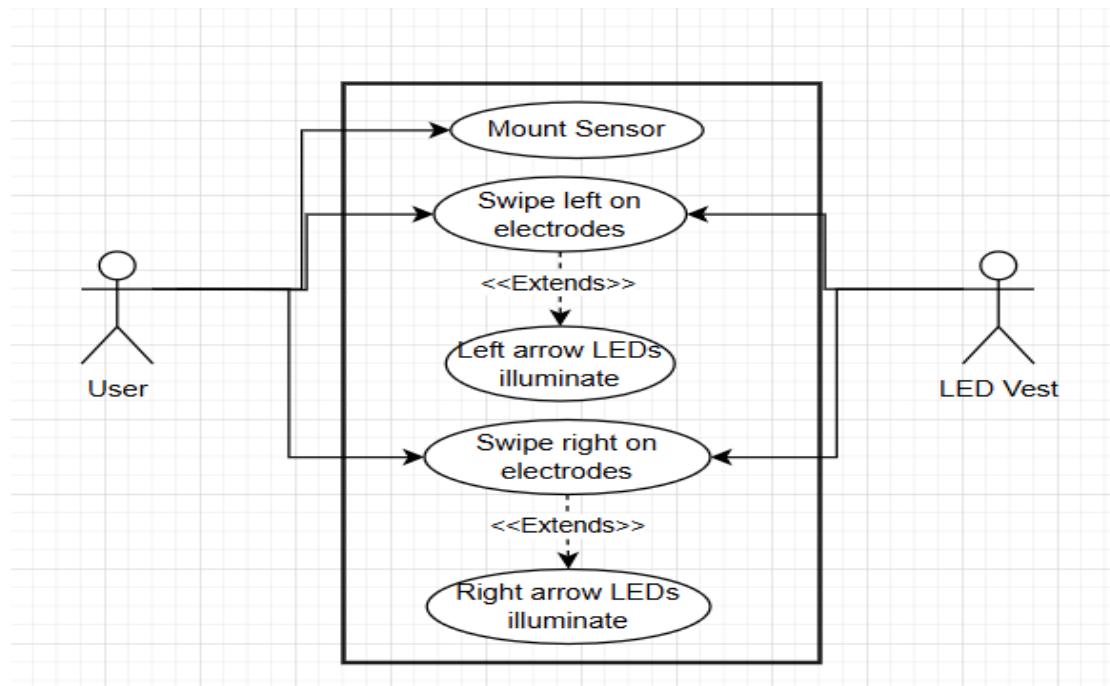 Mount Sensor
Swipe left on
electrodes
<<Extends>>
Left arrow LEDs
illuminate
User
LED Vest
Swipe right on
electrodes
<<Extends>>
Right arrow LEDs
illuminate